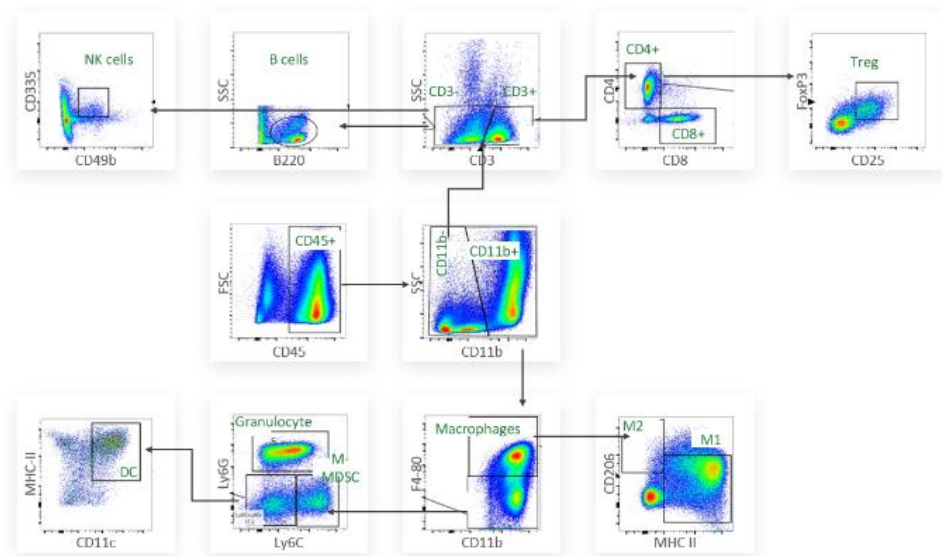 NK cells
CD335
CD49b
B cells
SSC
B220
CD3-
CD3+
SSC
CD3
CD4+
CD4
CD8+
CD8
Treg
FoxP3
CD25
CD45+
FSC
CD45
CD11b-
CD11b+
SSC
CD11b
MHC-II
DC
CD11c
Granulocyte
s
Ly6G
M-
MDSC
Ly6C
Macrophages
F4-80
CD11b
M2
M1
CD206
MHC II